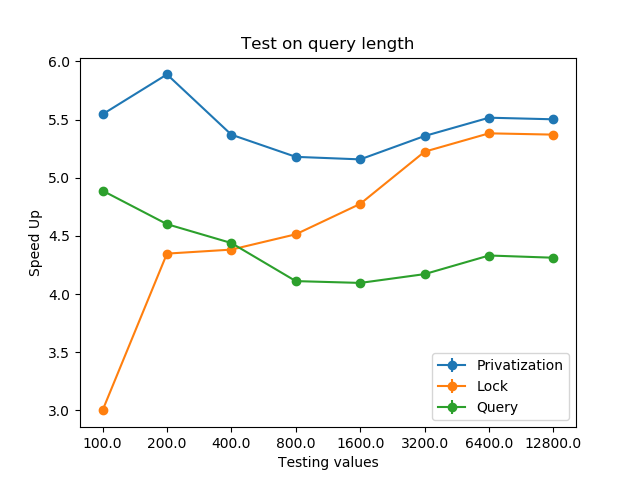 Test on query length
Speed Up
6.0
5.5
5.0
4.5
4.0
3.5
3.0
100.0 200.0 400.0 800.0 1600.0 3200.0 6400.0 12800.0
Testing values
Privatization
Lock
Query